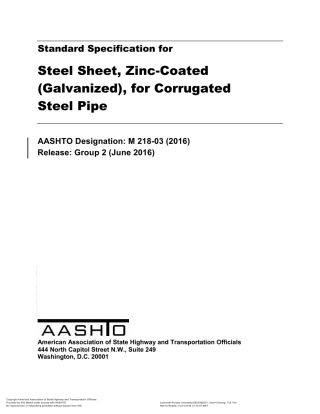 Standard Specification for
Steel Sheet, Zinc-Coated
(Galvanized), for Corrugated
Steel Pipe
AASHTO Designation: M 218-03 (2016)
Release: Group 2 (June 2016)
AASHTO
American Association of State Highway and Transportation Officials
444 North Capitol Street N.W., Suite 249
Washington, D.C. 20001